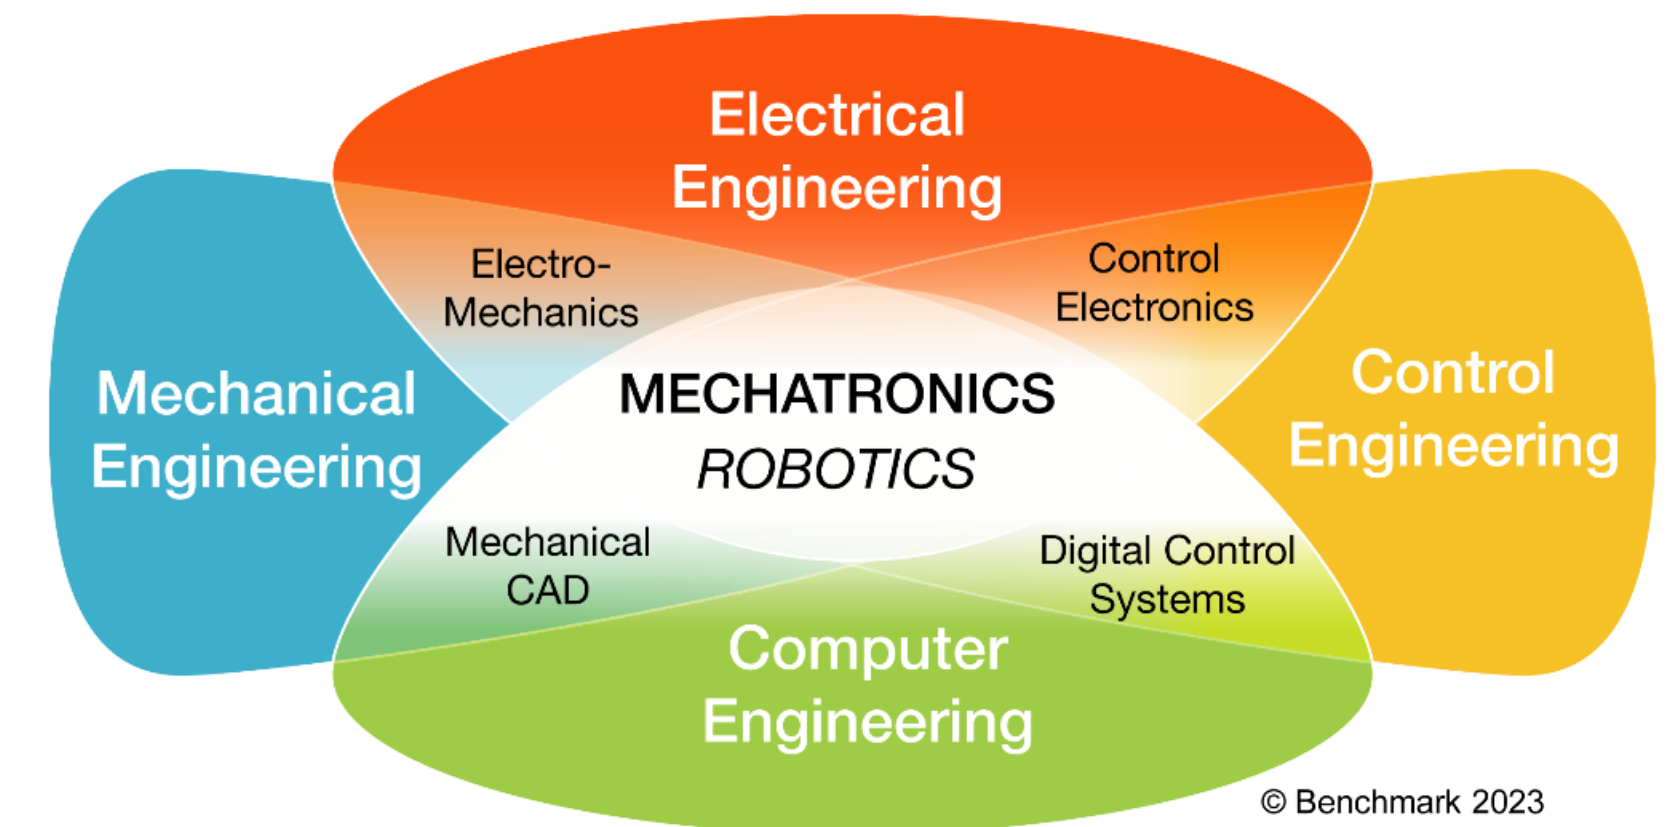 Electrical
Engineering
Electro-
Mechanics
Control
Electronics
Mechanical
Engineering
MECHATRONICS
ROBOTICS
Control
Engineering
Mechanical
CAD
Digital Control
Systems
Computer
Engineering
© Benchmark 2023